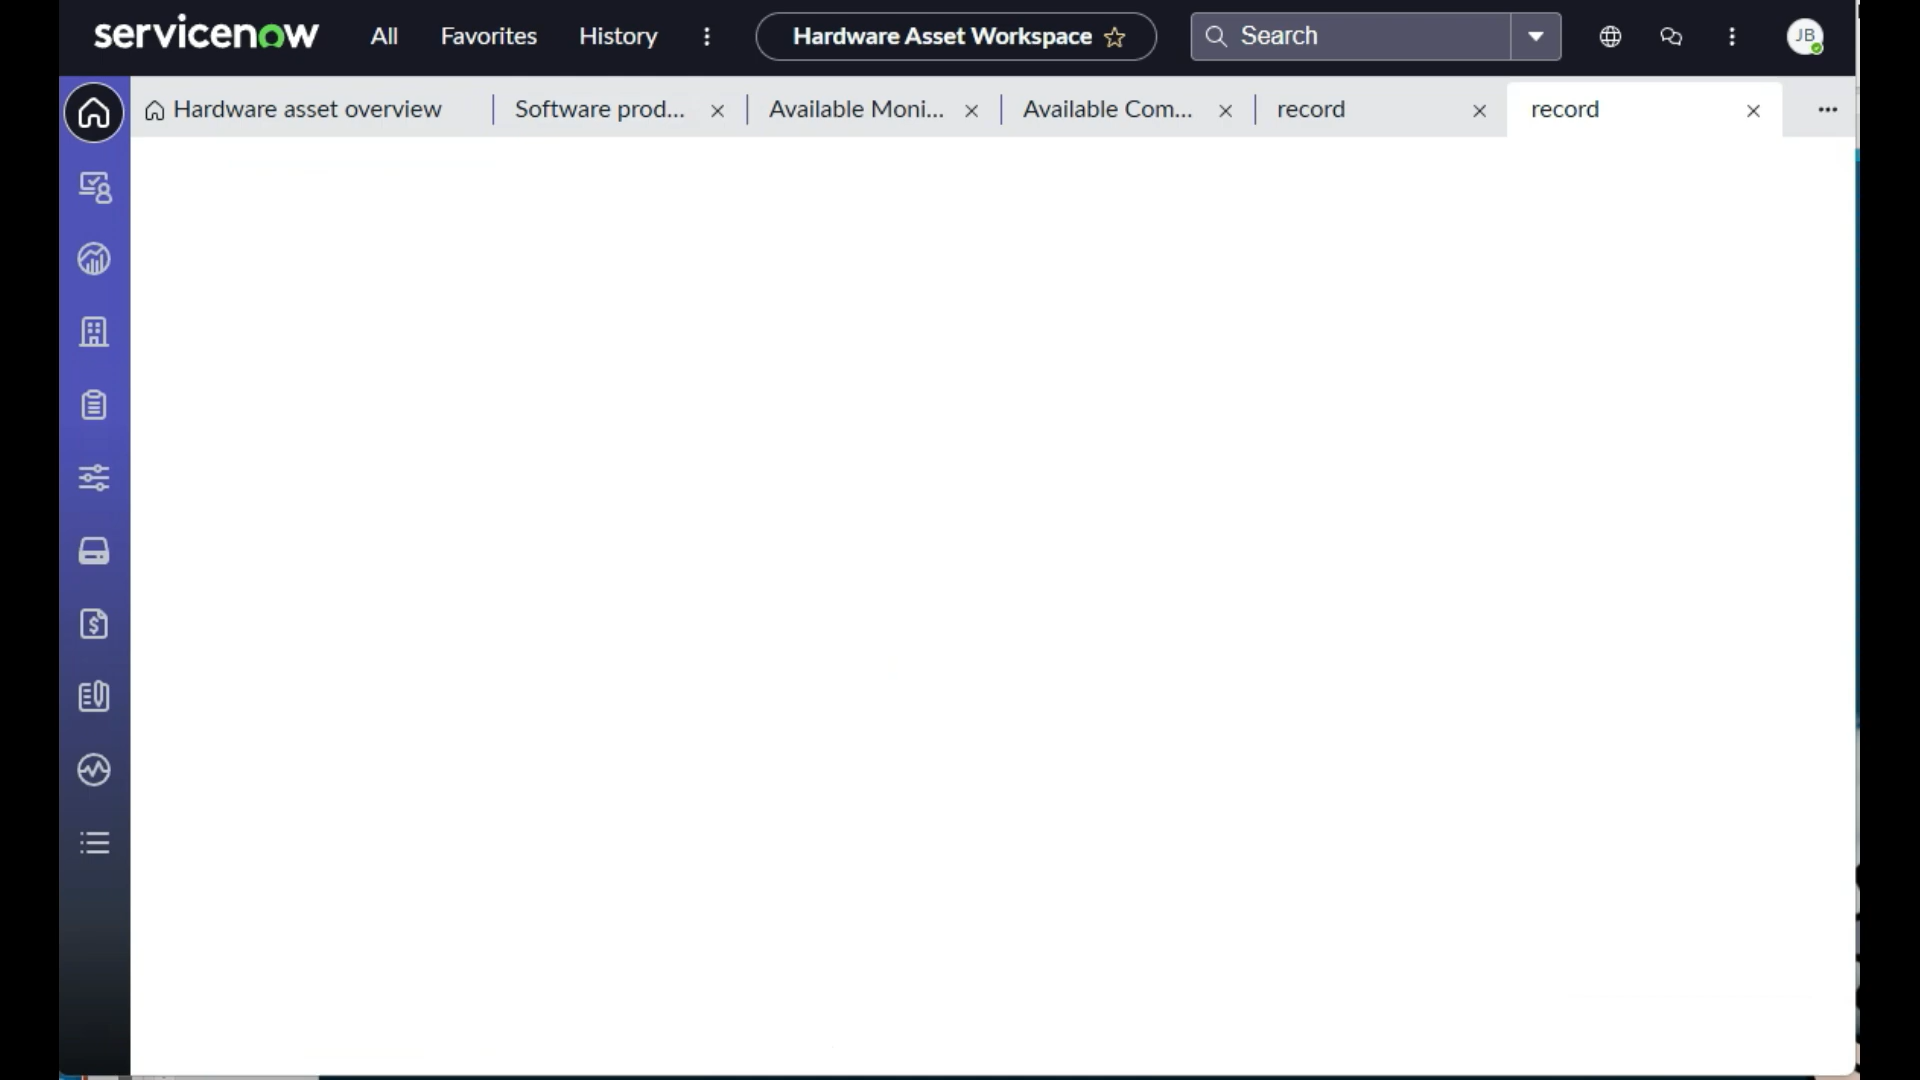 servicenow All Favorites History Hardware Asset Workspace Search JB
Hardware asset overview Software prod... Available Moni... Available Com... record record